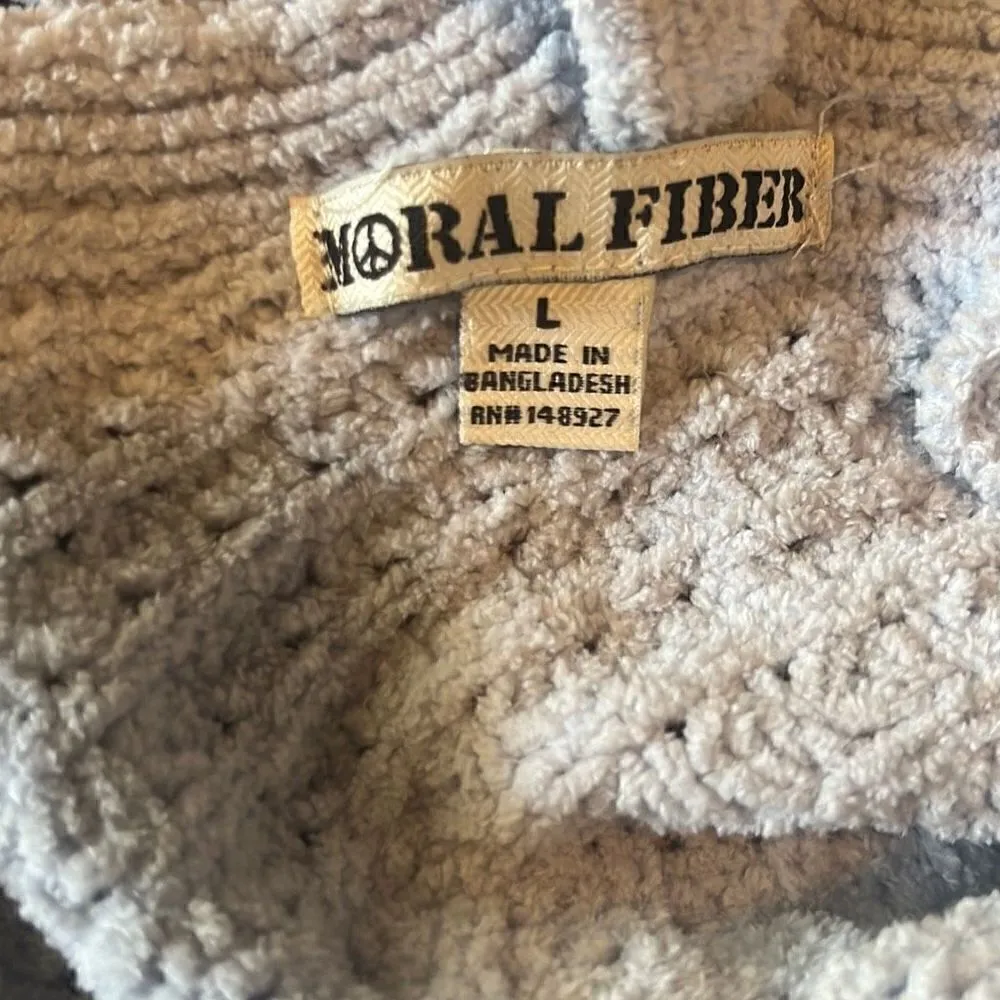 MORAL FIBER
L
MADE IN
BANGLADESH
RN# 148927